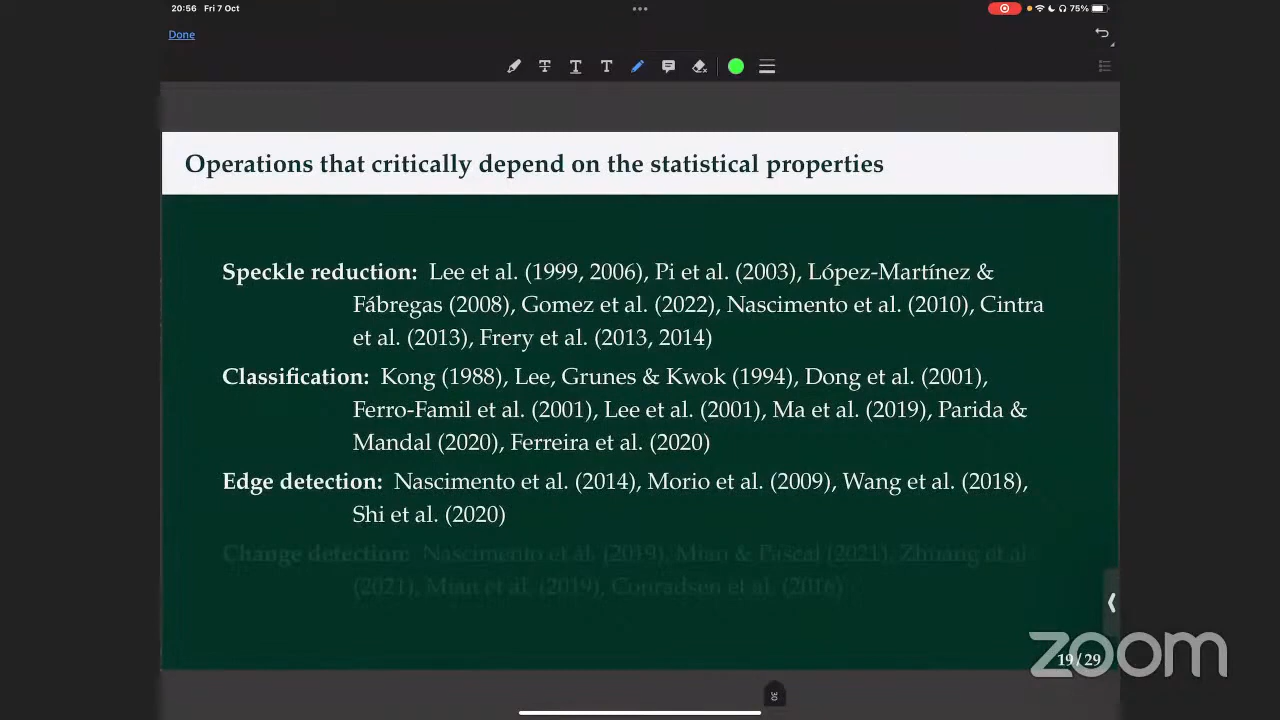 20:56 Fri 7 Oct
75%
Done
T T T
Operations that critically depend on the statistical properties
Speckle reduction: Lee et al. (1999, 2006), Pi et al. (2003), López-Martínez &
Fábregas (2008), Gomez et al. (2022), Nascimento et al. (2010), Cintra
et al. (2013), Frery et al. (2013, 2014)
Classification: Kong (1988), Lee, Grunes & Kwok (1994), Dong et al. (2001),
Ferro-Famil et al. (2001), Lee et al. (2001), Ma et al. (2019), Parida &
Mandal (2020), Ferreira et al. (2020)
Edge detection: Nascimento et al. (2014), Morio et al. (2009), Wang et al. (2018),
Shi et al. (2020)
Change detection: Nascimento et al. (2019), Mian & Pascal (2021), Zhuang et al.
(2021), Mian et al. (2019), Conradsen et al. (2016)
19/29
zoom
30